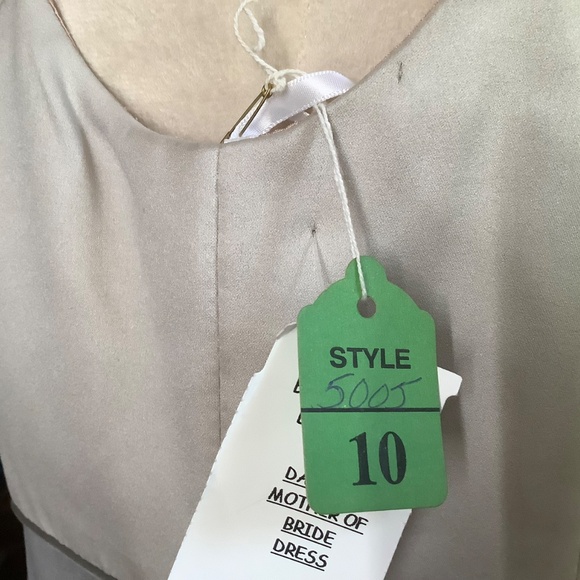 STYLE
5005
10
MOTHER OF
BRIDE
DRESS